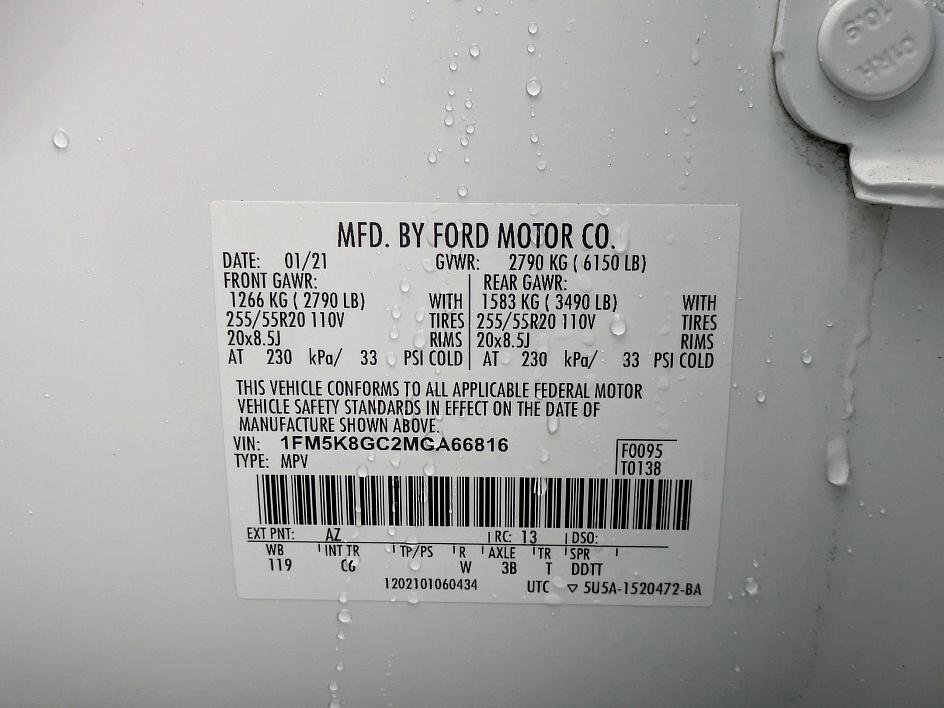 C1RH
10.9
MFD. BY FORD MOTOR CO.
DATE: 01/21 GVWR: 2790 KG ( 6150 LB)
FRONT GAWR: REAR GAWR:
1266 KG ( 2790 LB) WITH 1583 KG ( 3490 LB) WITH
255/55R20 110V TIRES 255/55R20 110V TIRES
20x8.5J RIMS 20x8.5J RIMS
AT 230 kPa/ 33 PSI COLD AT 230 kPa/ 33 PSI COLD
THIS VEHICLE CONFORMS TO ALL APPLICABLE FEDERAL MOTOR
VEHICLE SAFETY STANDARDS IN EFFECT ON THE DATE OF
MANUFACTURE SHOWN ABOVE.
VIN: 1FM5K8GC2MGA66816 F0095
TYPE: MPV T0138
EXT PNT: AZ RC: 13 DSO:
WB INT TR TP/PS R AXLE TR SPR
119 C6 W 3B T DDTT
1202101060434 UTC ▽ 5U5A-1520472-BA